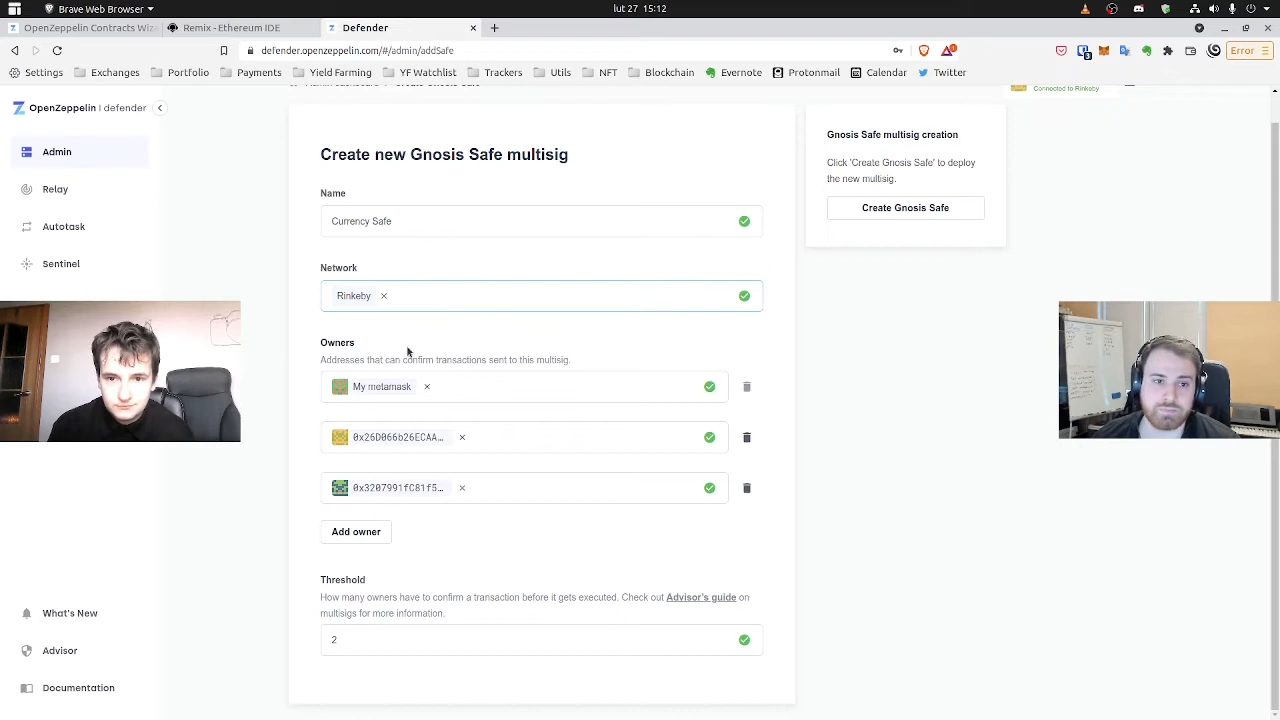 Brave Web Browser
lut 27 15:12
OpenZeppelin Contracts Wiza
Remix - Ethereum IDE
Defender
defender.openzeppelin.com/#/admin/addSafe
Error
Settings
Exchanges
Portfolio
Payments
Yield Farming
YF Watchlist
Trackers
Utils
NFT
Blockchain
Evernote
Protonmail
Calendar
Twitter
Connected to Rinkeby
OpenZeppelin | defender
Admin
Relay
Autotask
Sentinel
What's New
Advisor
Documentation
Create new Gnosis Safe multisig
Name
Currency Safe
Network
Rinkeby
Owners
Addresses that can confirm transactions sent to this multisig.
My metamask
0x26D066b26ECAA…
0x3207991fC81f5…
Add owner
Threshold
How many owners have to confirm a transaction before it gets executed. Check out Advisor's guide on
multisigs for more information.
2
Gnosis Safe multisig creation
Click 'Create Gnosis Safe' to deploy
the new multisig.
Create Gnosis Safe